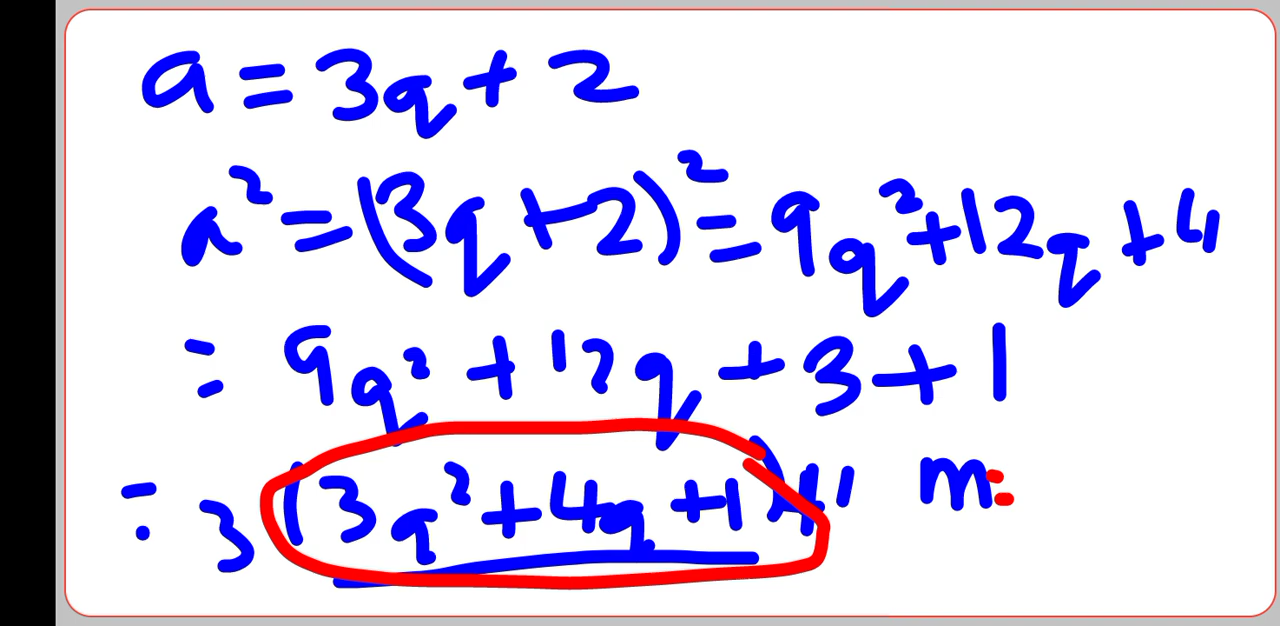 a = 3q + 2
a² = (3q + 2)² = 9q² + 12q + 4
= 9q² + 12q + 3 + 1
= 3 (3q² + 4q + 1) + 1 m =